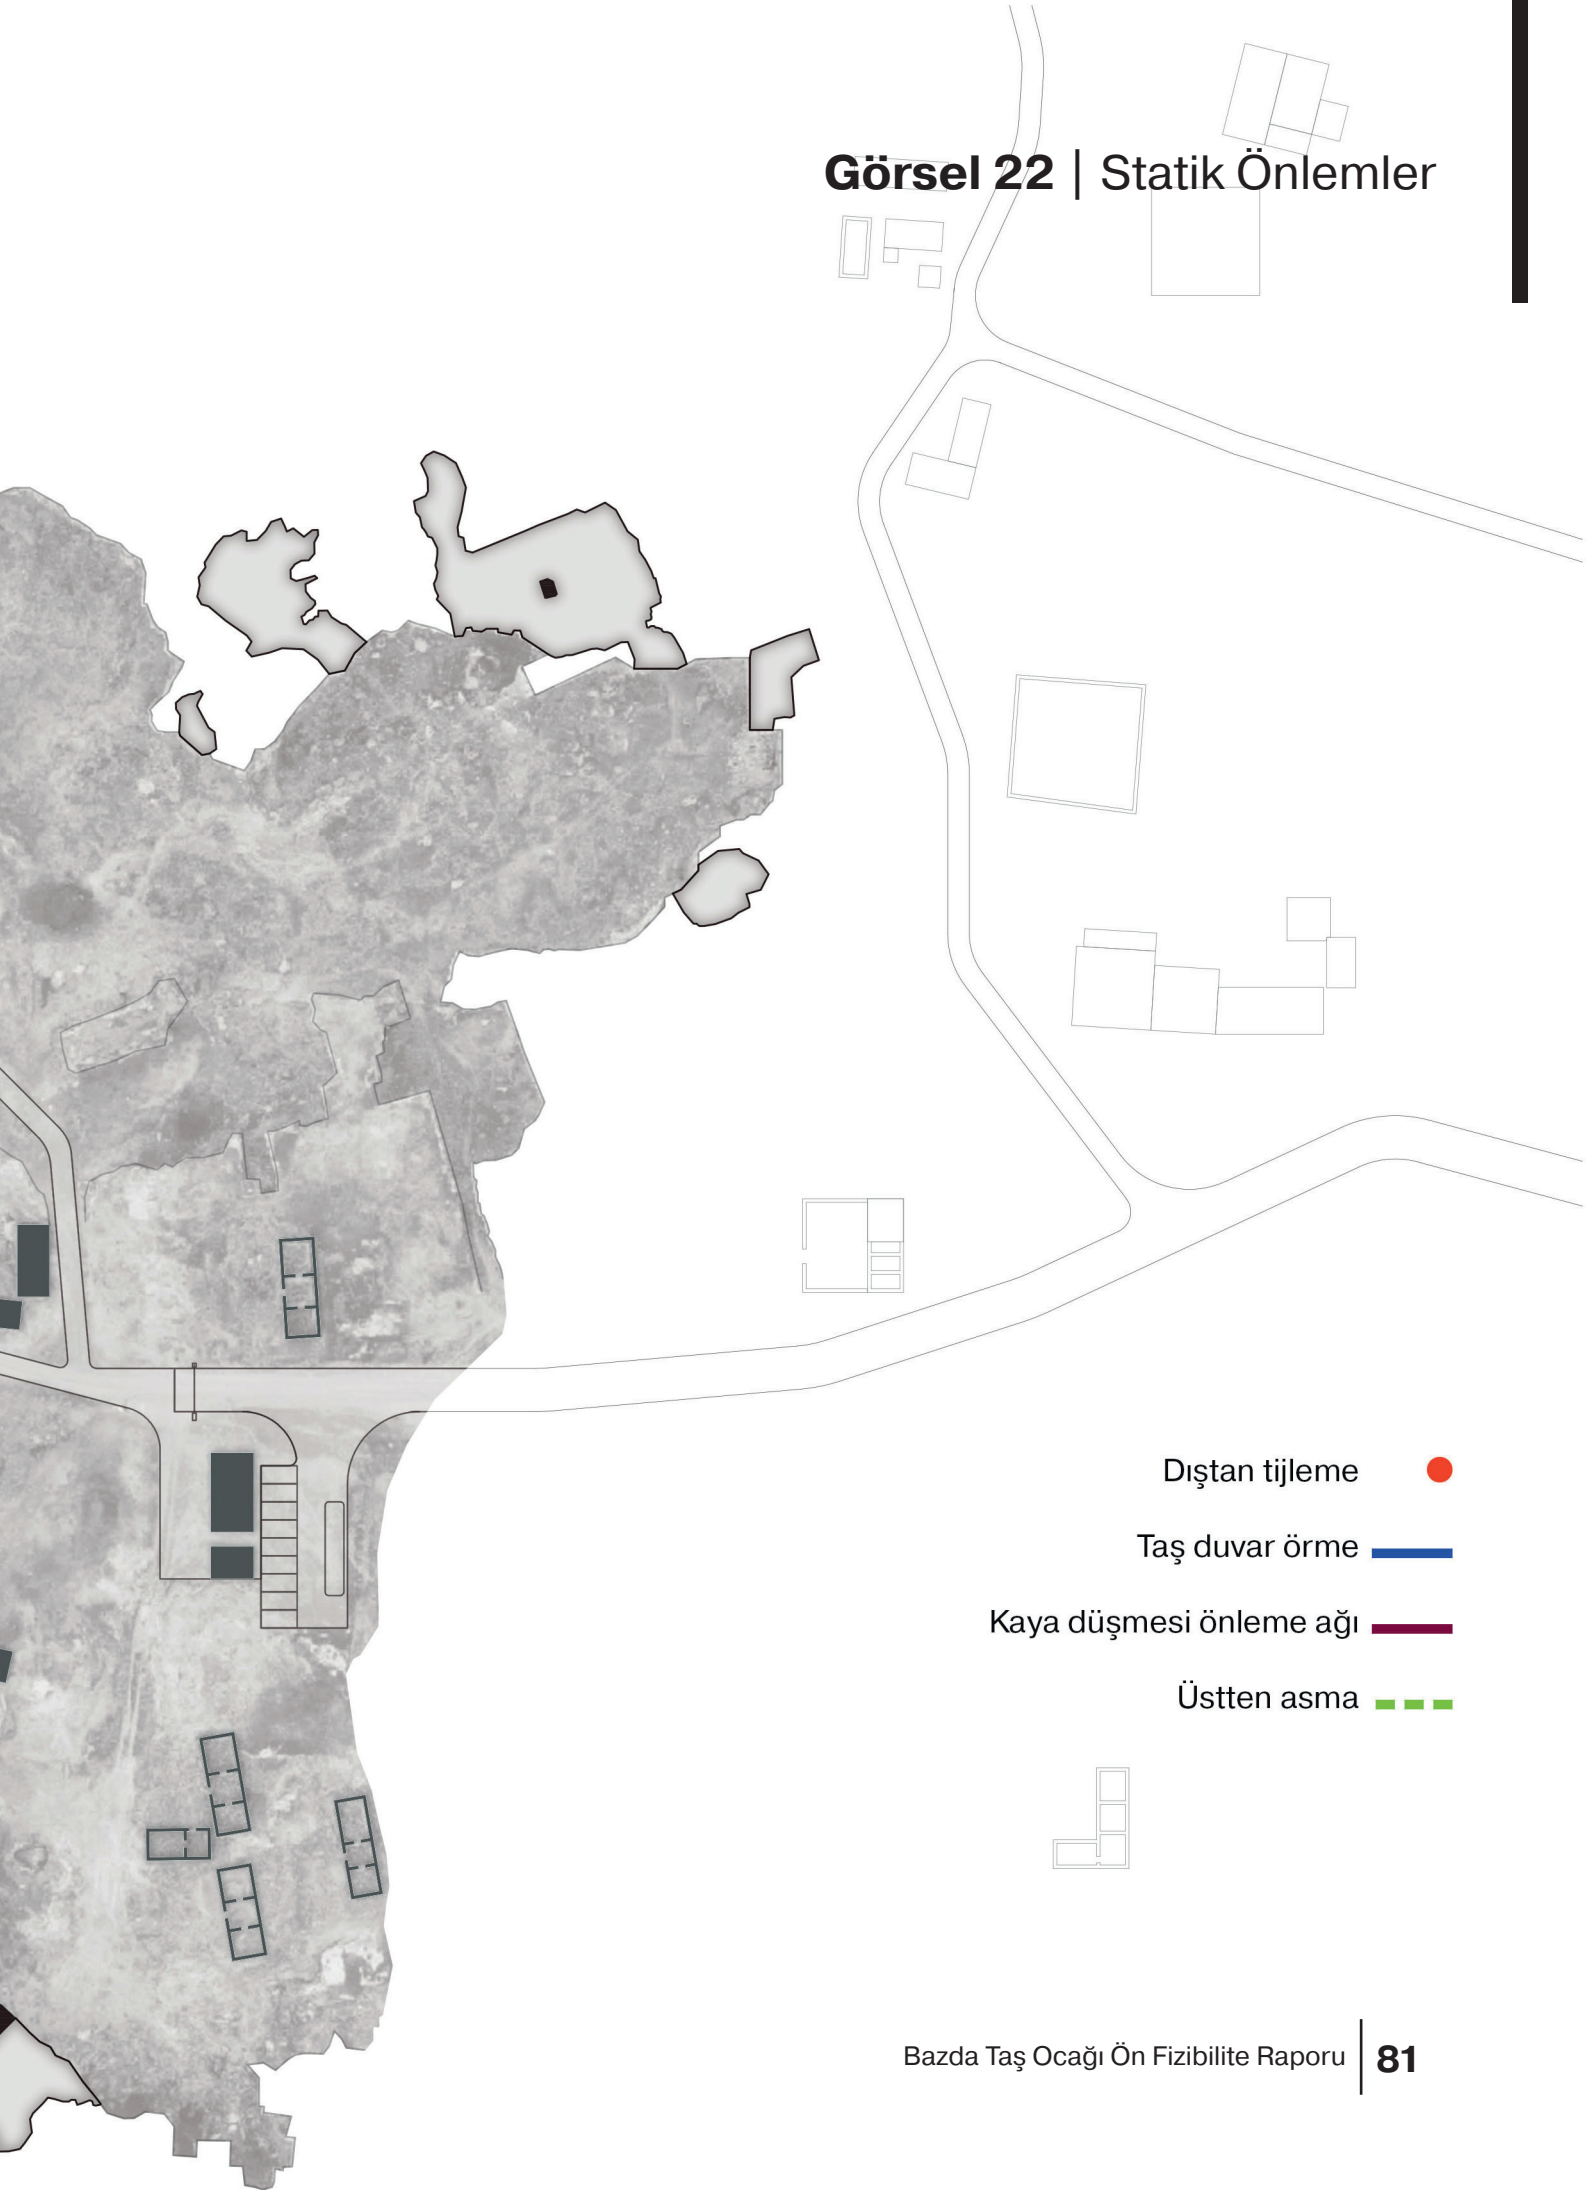 Görsel 22 | Statik Önlemler
Dıştan tijleme
Taş duvar örme
Kaya düşmesi önleme ağı
Üstten asma
Bazda Taş Ocağı Ön Fizibilite Raporu | 81